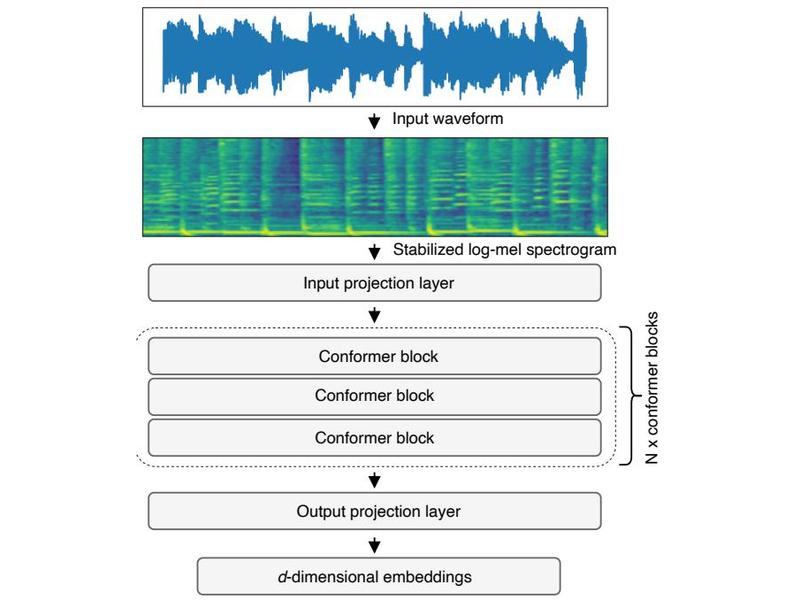 Input waveform
Stabilized log-mel spectrogram
Input projection layer
Conformer block
Conformer block
Conformer block
N x conformer blocks
Output projection layer
d-dimensional embeddings